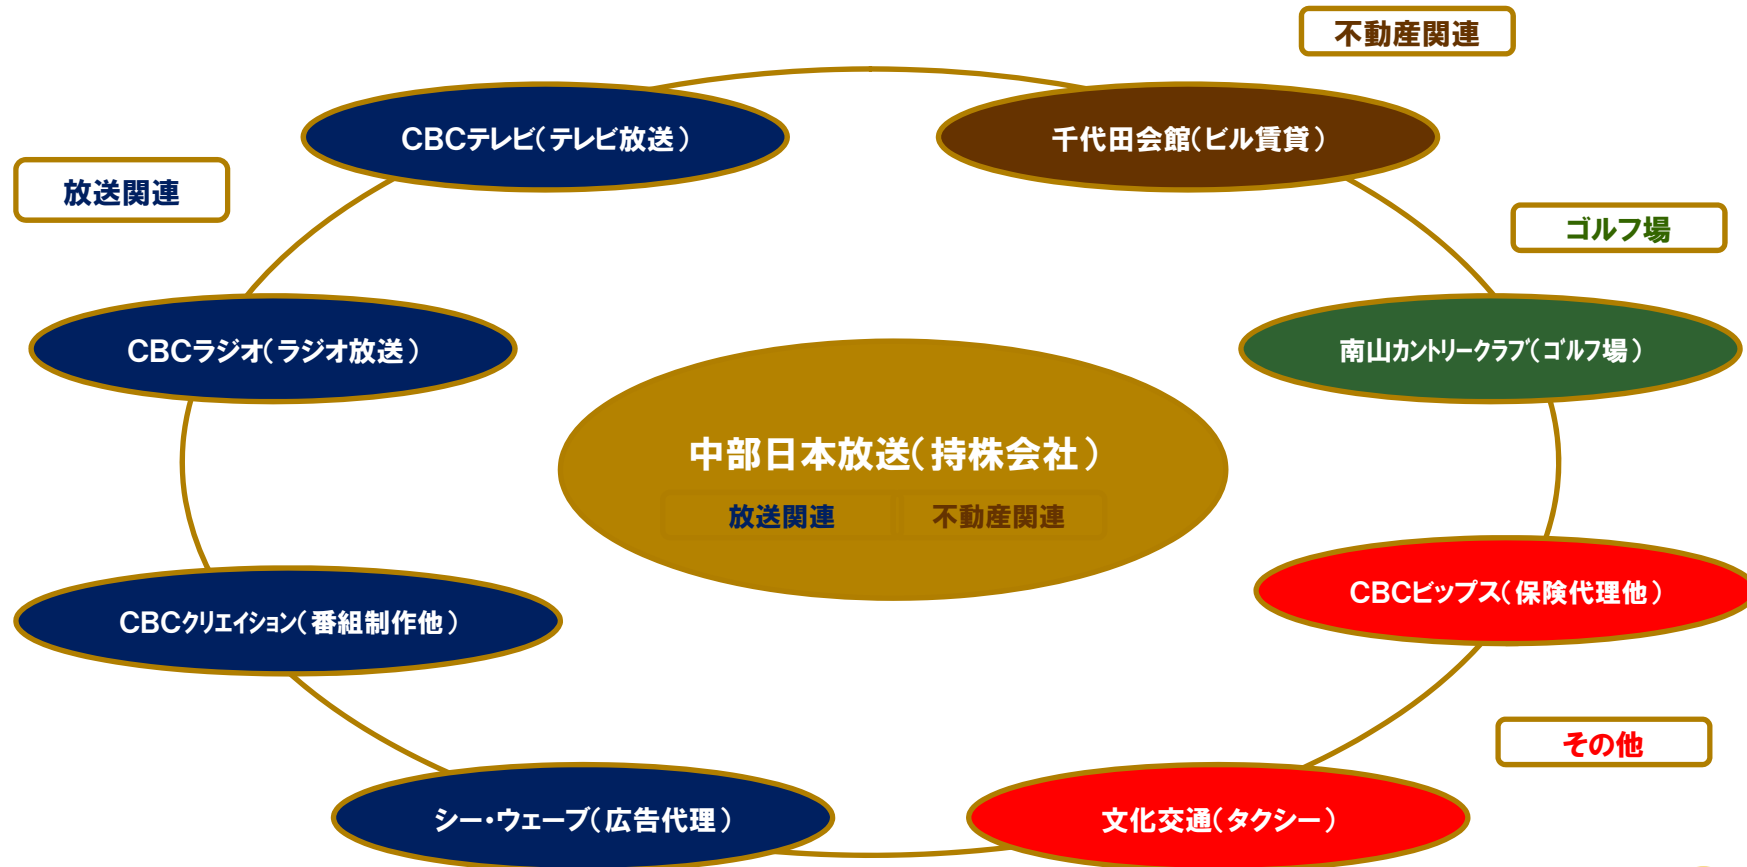 不動産関連
CBCテレビ(テレビ放送)
千代田会館(ビル賃貸)
放送関連
ゴルフ場
CBCラジオ(ラジオ放送)
南山カントリークラブ(ゴルフ場)
中部日本放送(持株会社)
放送関連
不動産関連
CBCビップス(保険代理他)
CBCクリエイション(番組制作他)
その他
シー・ウェーブ(広告代理)
文化交通(タクシー)